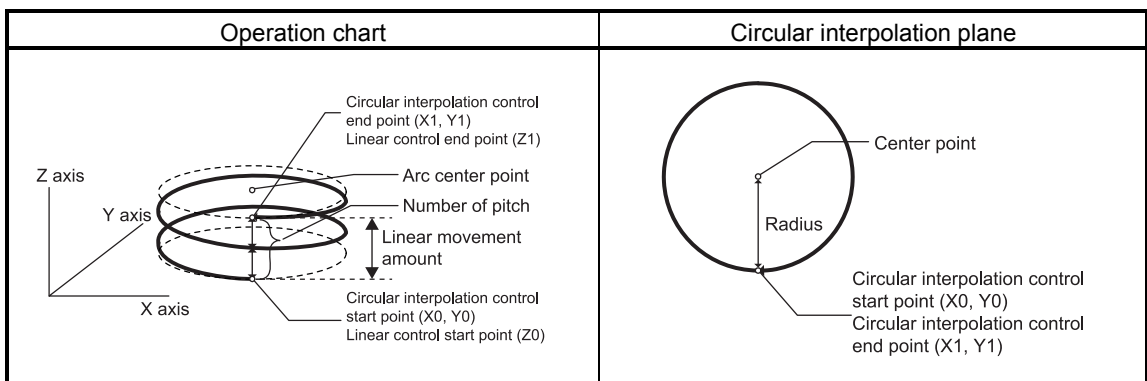 Operation chart
Circular interpolation plane
Circular interpolation control
end point (X1, Y1)
Linear control end point (Z1)
Z axis
Arc center point
Y axis
Number of pitch
Linear movement
amount
X axis
Circular interpolation control
start point (X0, Y0)
Linear control start point (Z0)
Center point
Radius
Circular interpolation control
start point (X0, Y0)
Circular interpolation control
end point (X1, Y1)